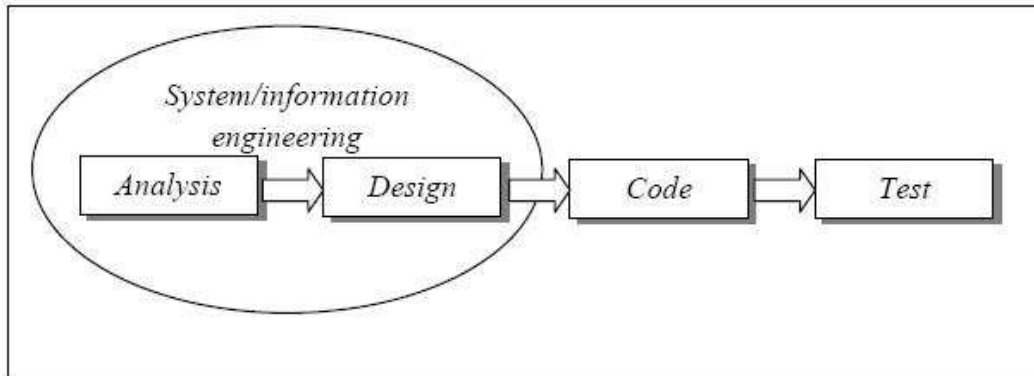 System/information
engineering
Analysis
Design
Code
Test